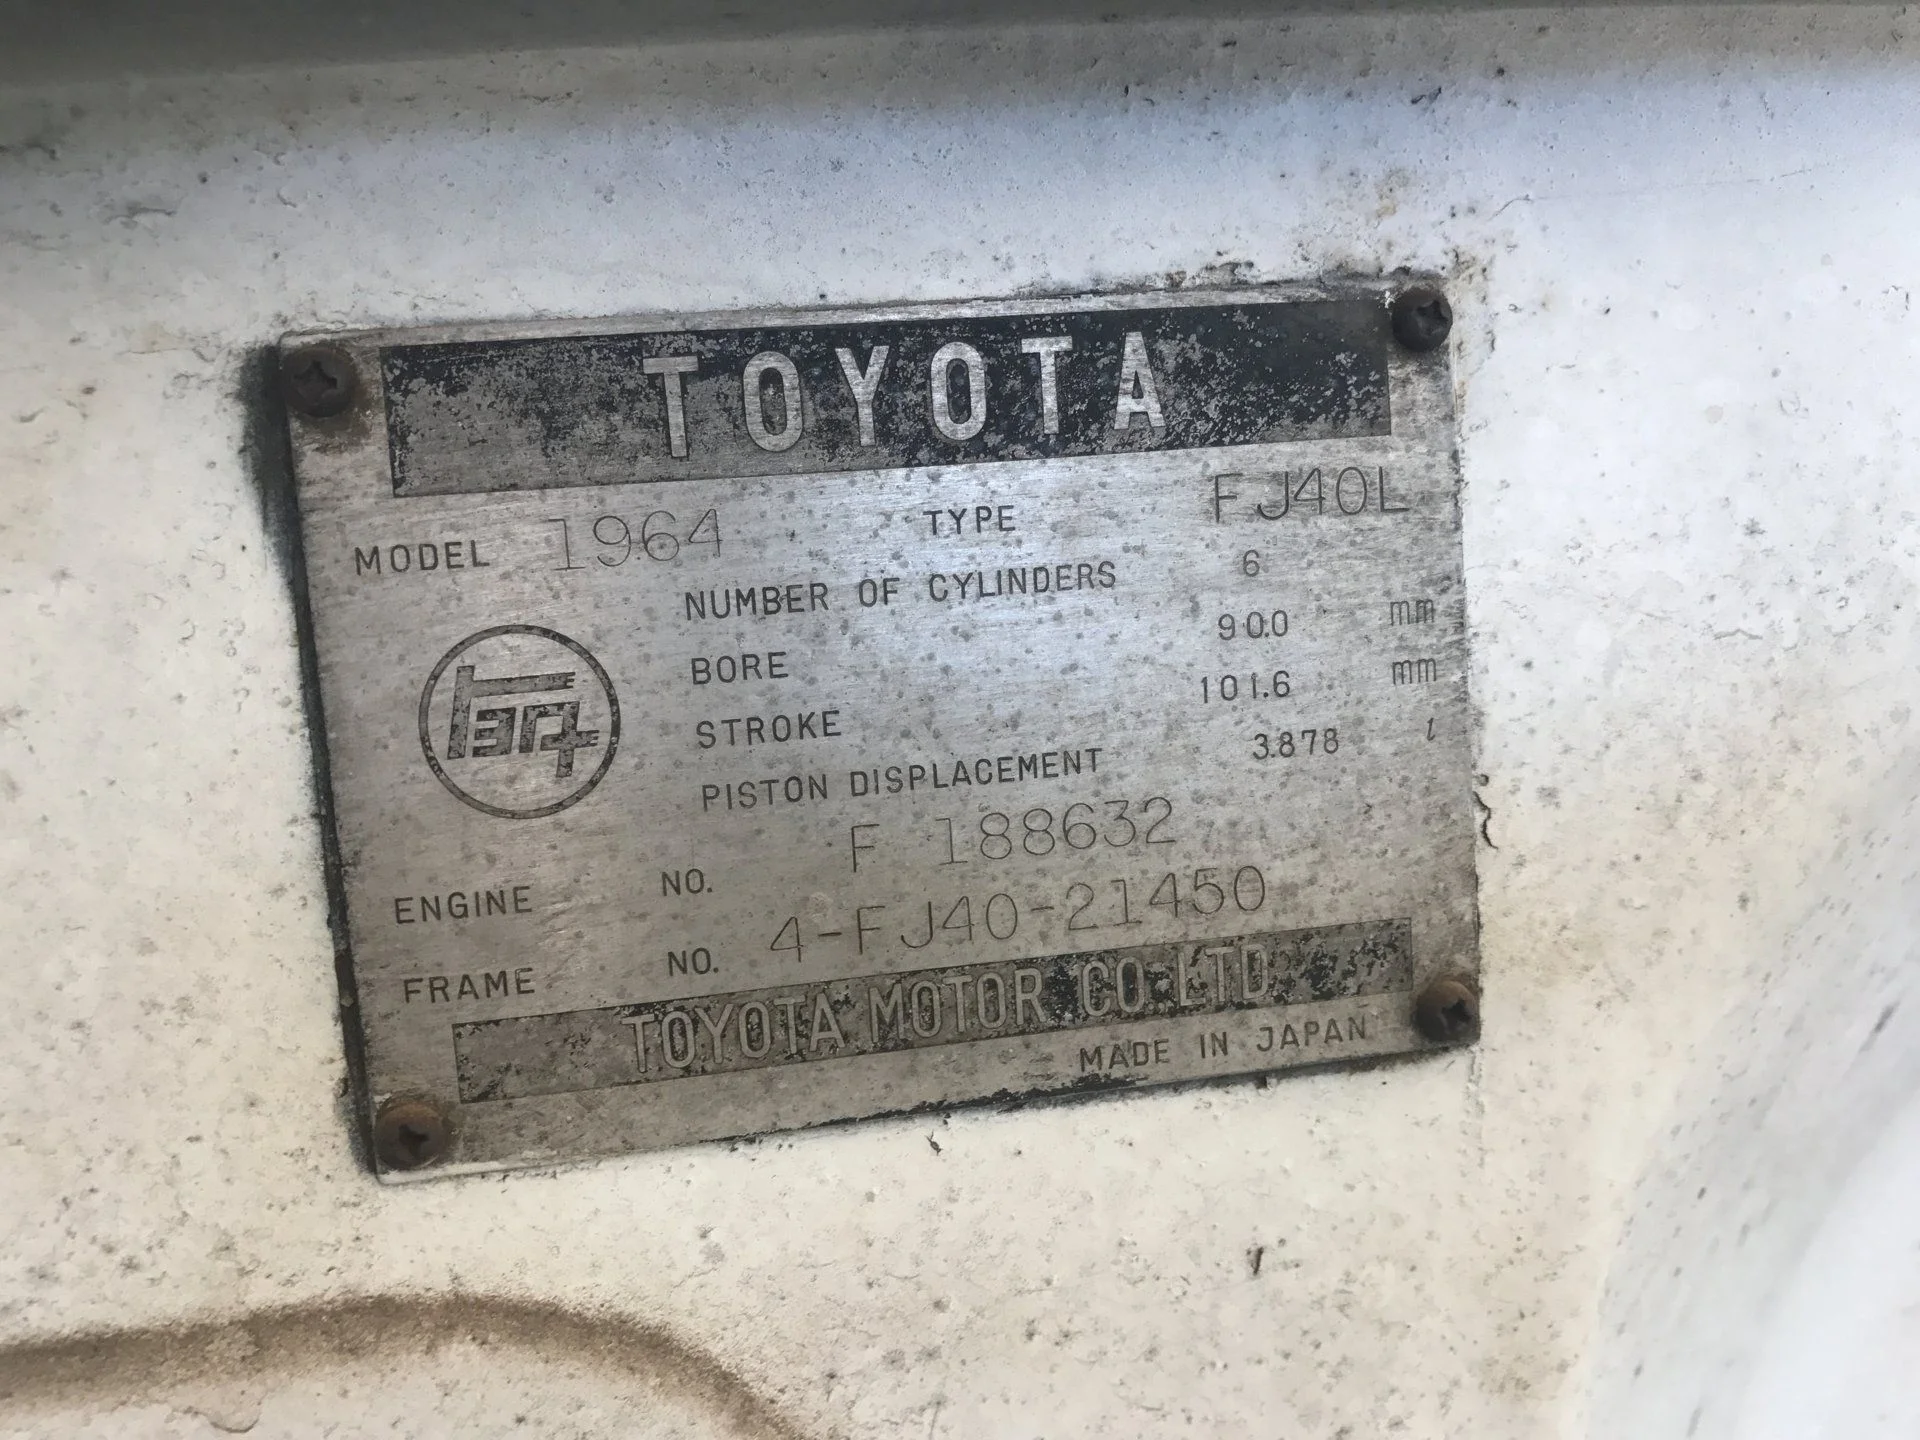 TOYOTA
MODEL 1964 TYPE FJ40L
NUMBER OF CYLINDERS 6
BORE 90.0 mm
STROKE 101.6 mm
PISTON DISPLACEMENT 3.878 l
ENGINE NO. F 188632
FRAME NO. 4-FJ40-21450
TOYOTA MOTOR CO.LTD
MADE IN JAPAN